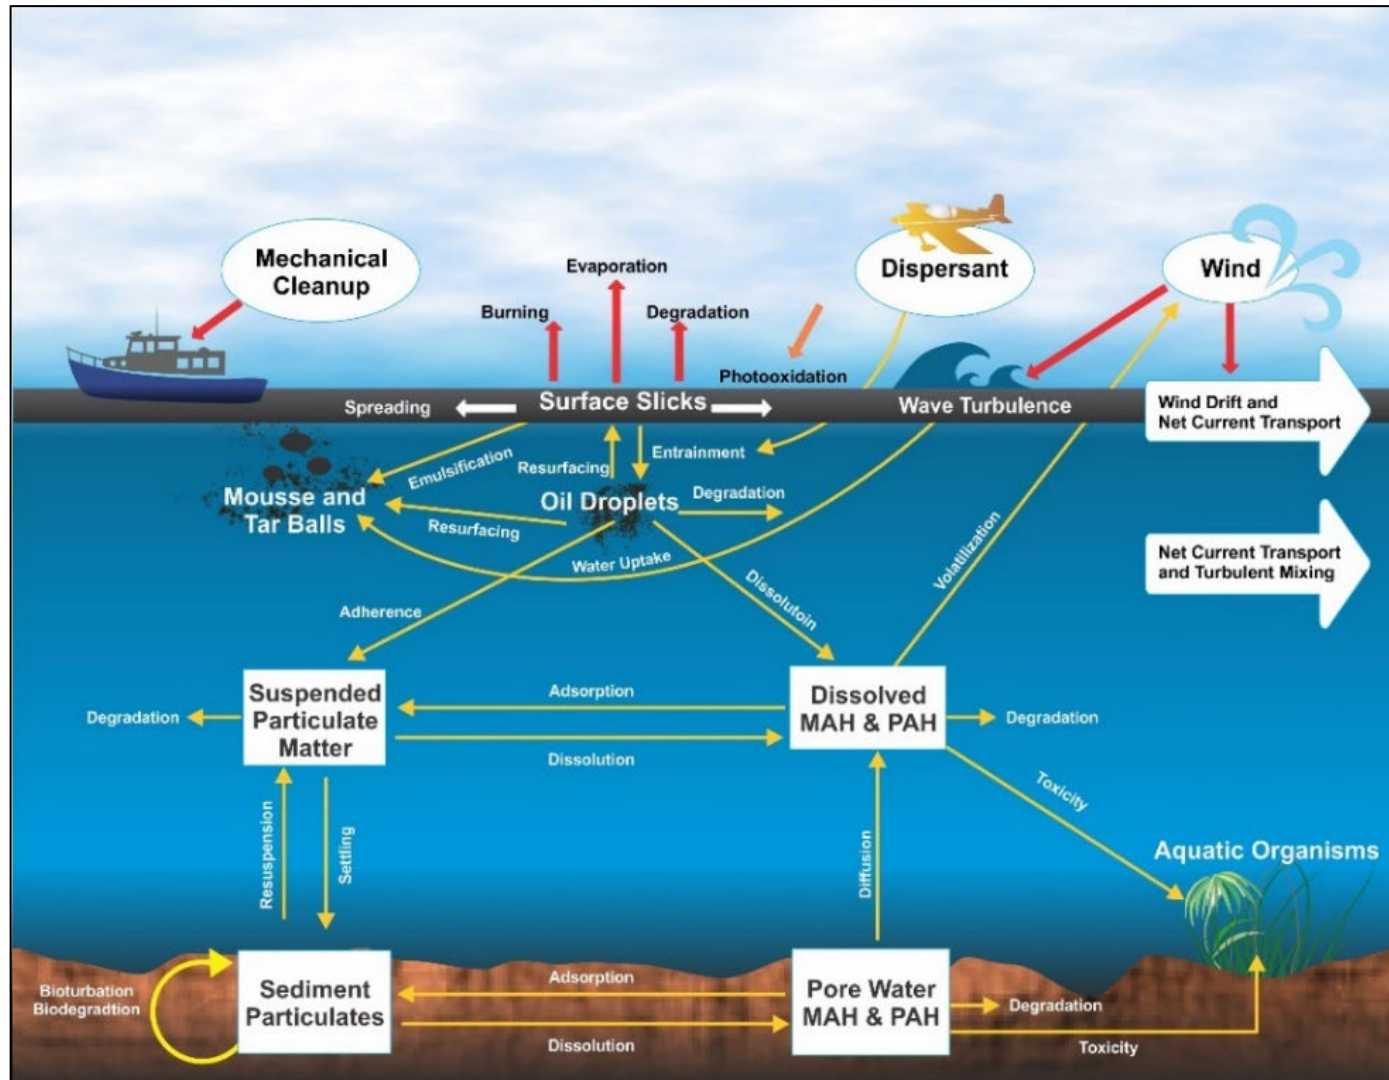 Mechanical
Cleanup
Evaporation
Burning
Degradation
Dispersant
Wind
Photooxidation
Spreading
Surface Slicks
Wave Turbulence
Wind Drift and
Net Current Transport
Emulsification
Resurfacing
Entrainment
Mousse and
Tar Balls
Oil Droplets
Degradation
Resurfacing
Water Uptake
Volatilization
Net Current Transport
and Turbulent Mixing
Adherence
Dissolutoin
Suspended
Particulate
Matter
Adsorption
Dissolved
MAH & PAH
Degradation
Degradation
Dissolution
Toxicity
Resuspension
Settling
Diffusion
Aquatic Organisms
Bioturbation
Biodegradtion
Sediment
Particulates
Adsorption
Pore Water
MAH & PAH
Degradation
Dissolution
Toxicity